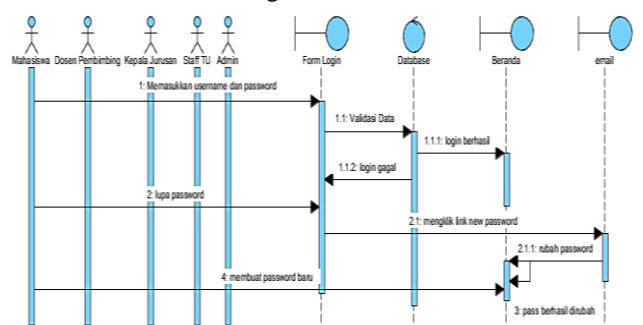 Mahasiswa Dosen Pembimbing Kepala Jurusan Staff TU Admin Form Login Database Beranda email
1: Memasukkan username dan password
1.1: Validasi Data
1.1.1: login berhasil
1.1.2: login gagal
2: lupa password
2.1: mengklik link new password
2.1.1: rubah password
4: membuat password baru
3: pass berhasil dirubah